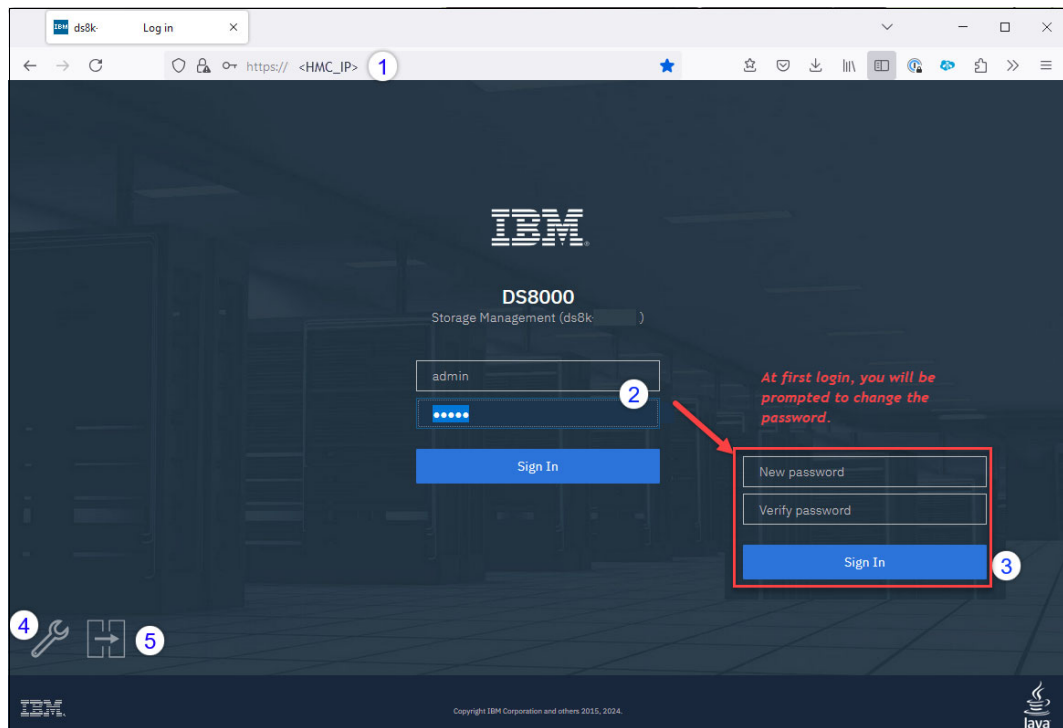 IBM ds8k- Log in
https:// <HMC_IP> 1
IBM
DS8000
Storage Management (ds8k- )
admin
2
At first login, you will be
prompted to change the
password.
Sign In
New password
Verify password
Sign In
3
4
5
IBM.
Copyright IBM Corporation and others 2015, 2024.
Java